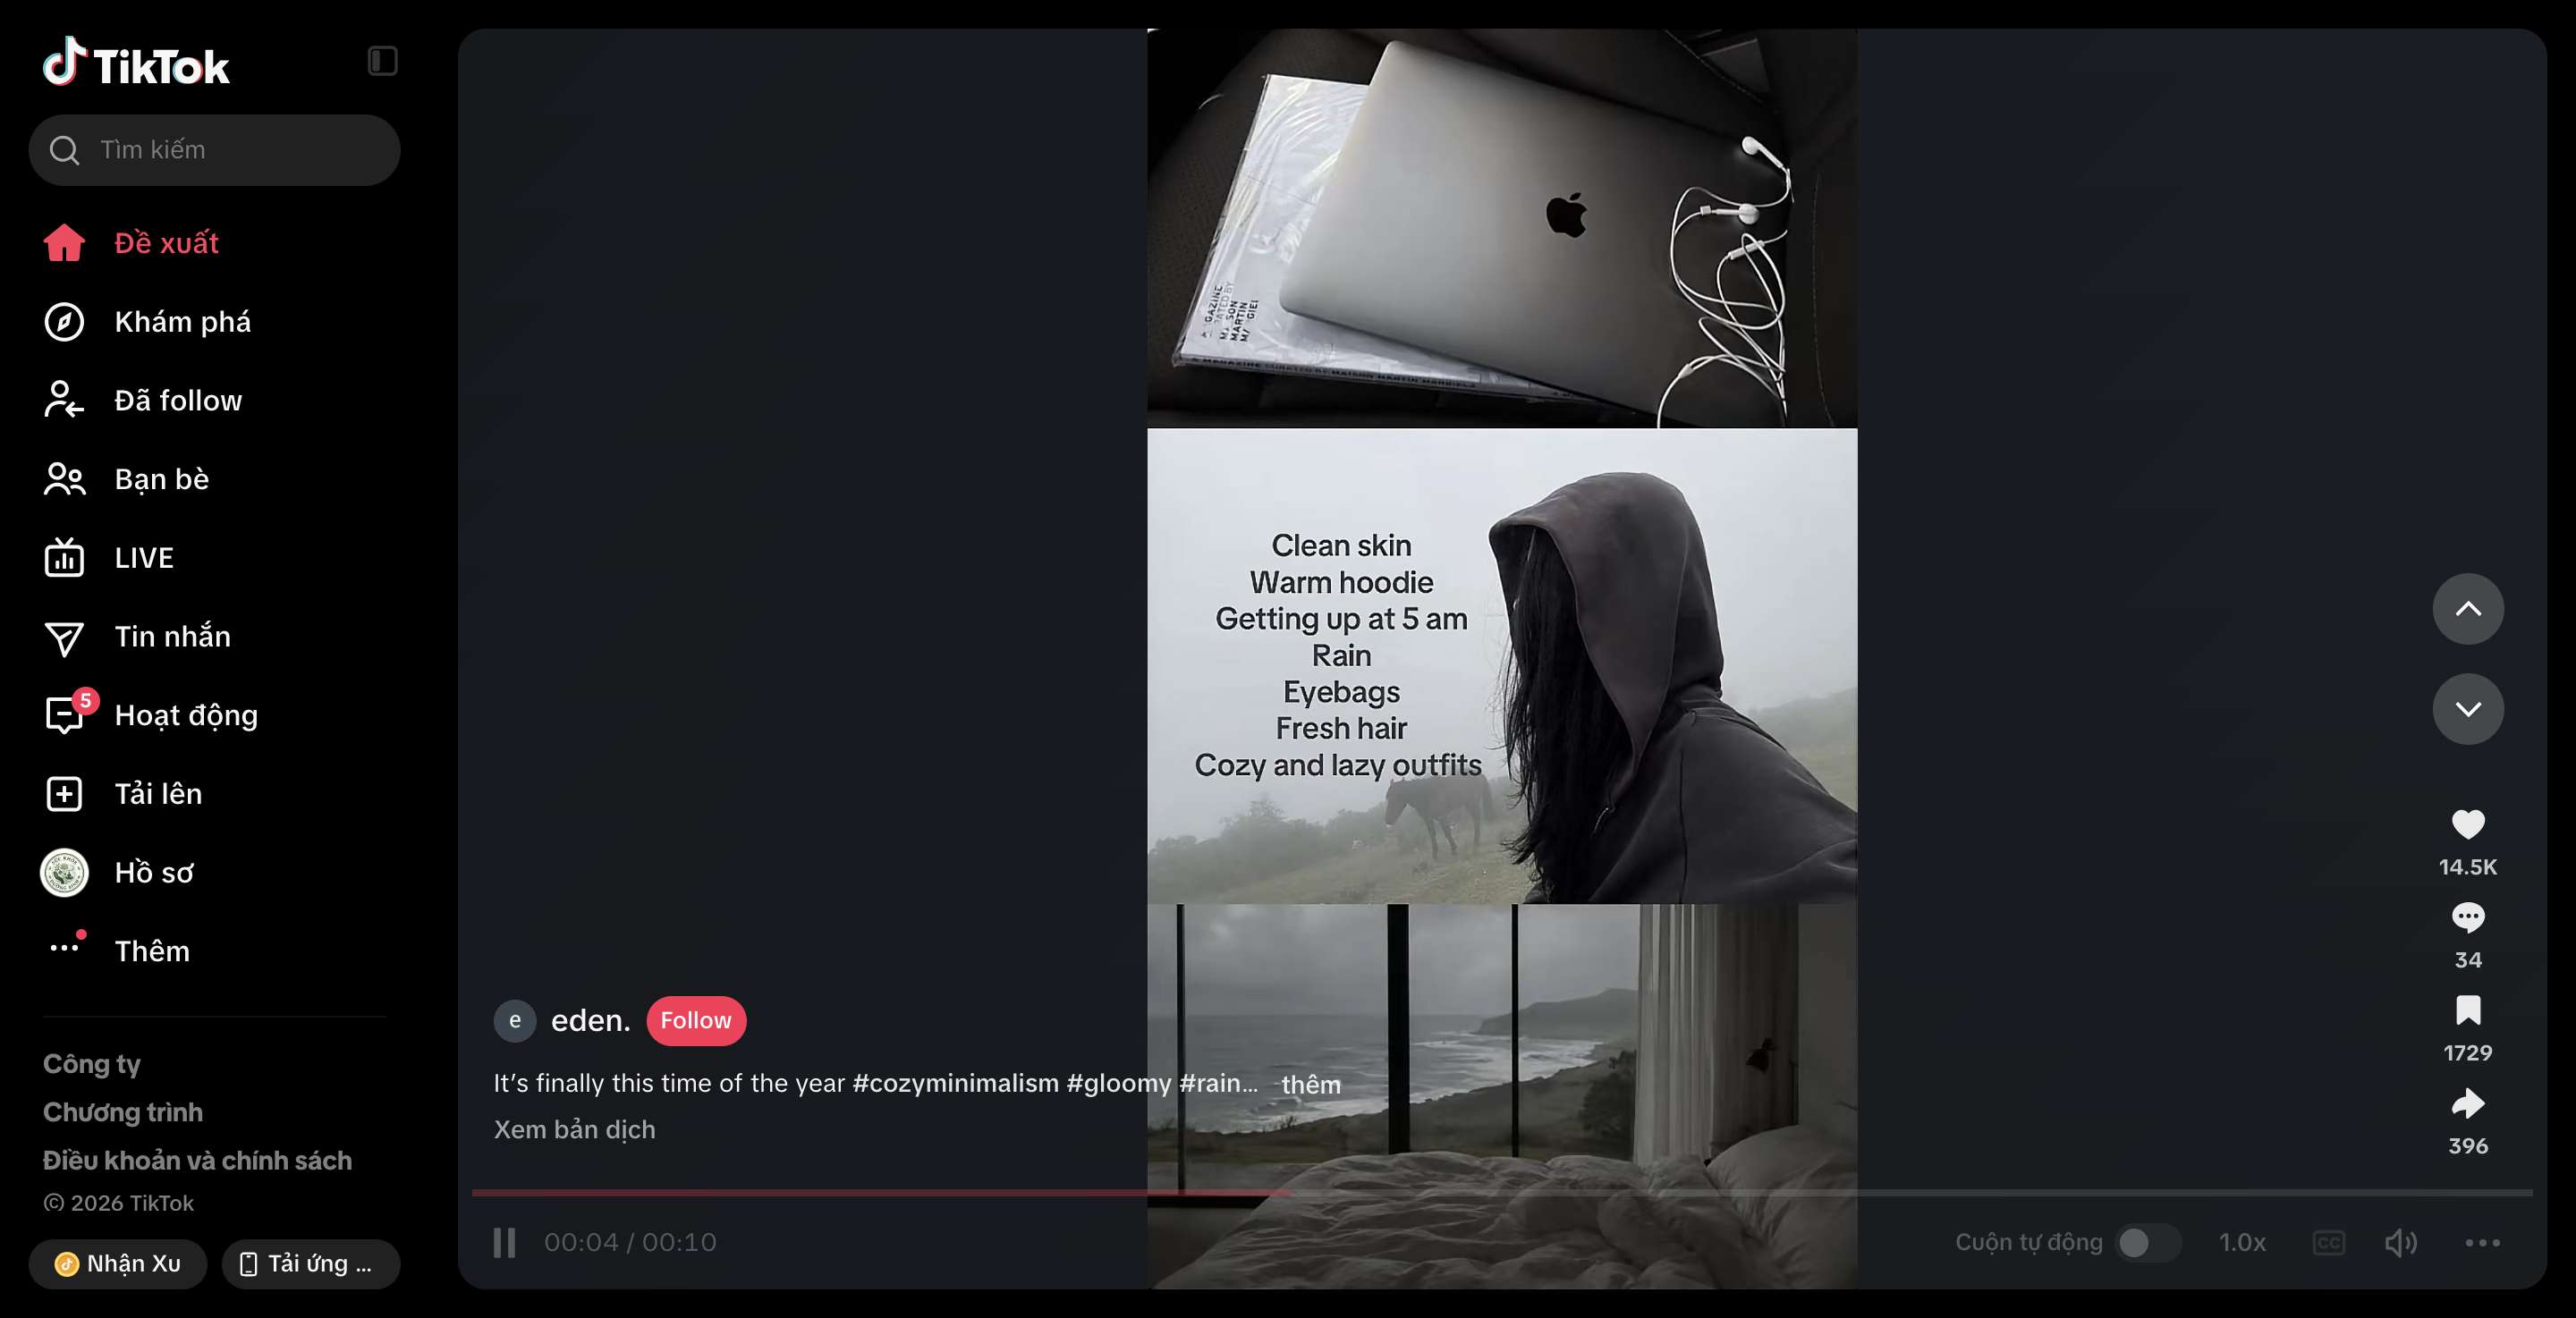 TikTok
Tìm kiếm
Đề xuất
Khám phá
Đã follow
Bạn bè
LIVE
Tin nhắn
5
Hoạt động
Tải lên
Hồ sơ
Thêm
Công ty
Chương trình
Điều khoản và chính sách
© 2026 TikTok
Nhận Xu
Tải ứng ...
Clean skin
Warm hoodie
Getting up at 5 am
Rain
Eyebags
Fresh hair
Cozy and lazy outfits
e
eden.
Follow
It’s finally this time of the year #cozyminimalism #gloomy #rain... thêm
Xem bản dịch
00:04 / 00:10
14.5K
34
1729
396
Cuộn tự động
1.0x
CC